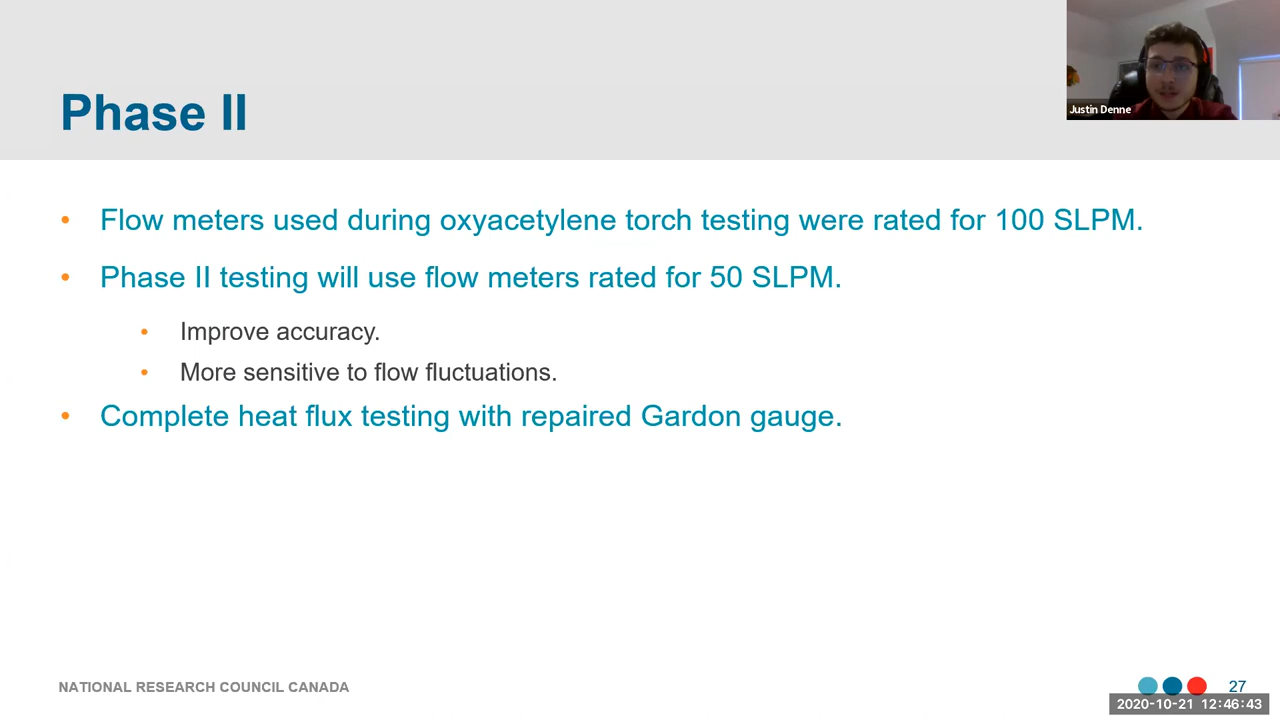 Phase II
Justin Denne
• Flow meters used during oxyacetylene torch testing were rated for 100 SLPM.
• Phase II testing will use flow meters rated for 50 SLPM.
• Improve accuracy.
• More sensitive to flow fluctuations.
• Complete heat flux testing with repaired Gardon gauge.
NATIONAL RESEARCH COUNCIL CANADA
27
2020-10-21 12:46:43